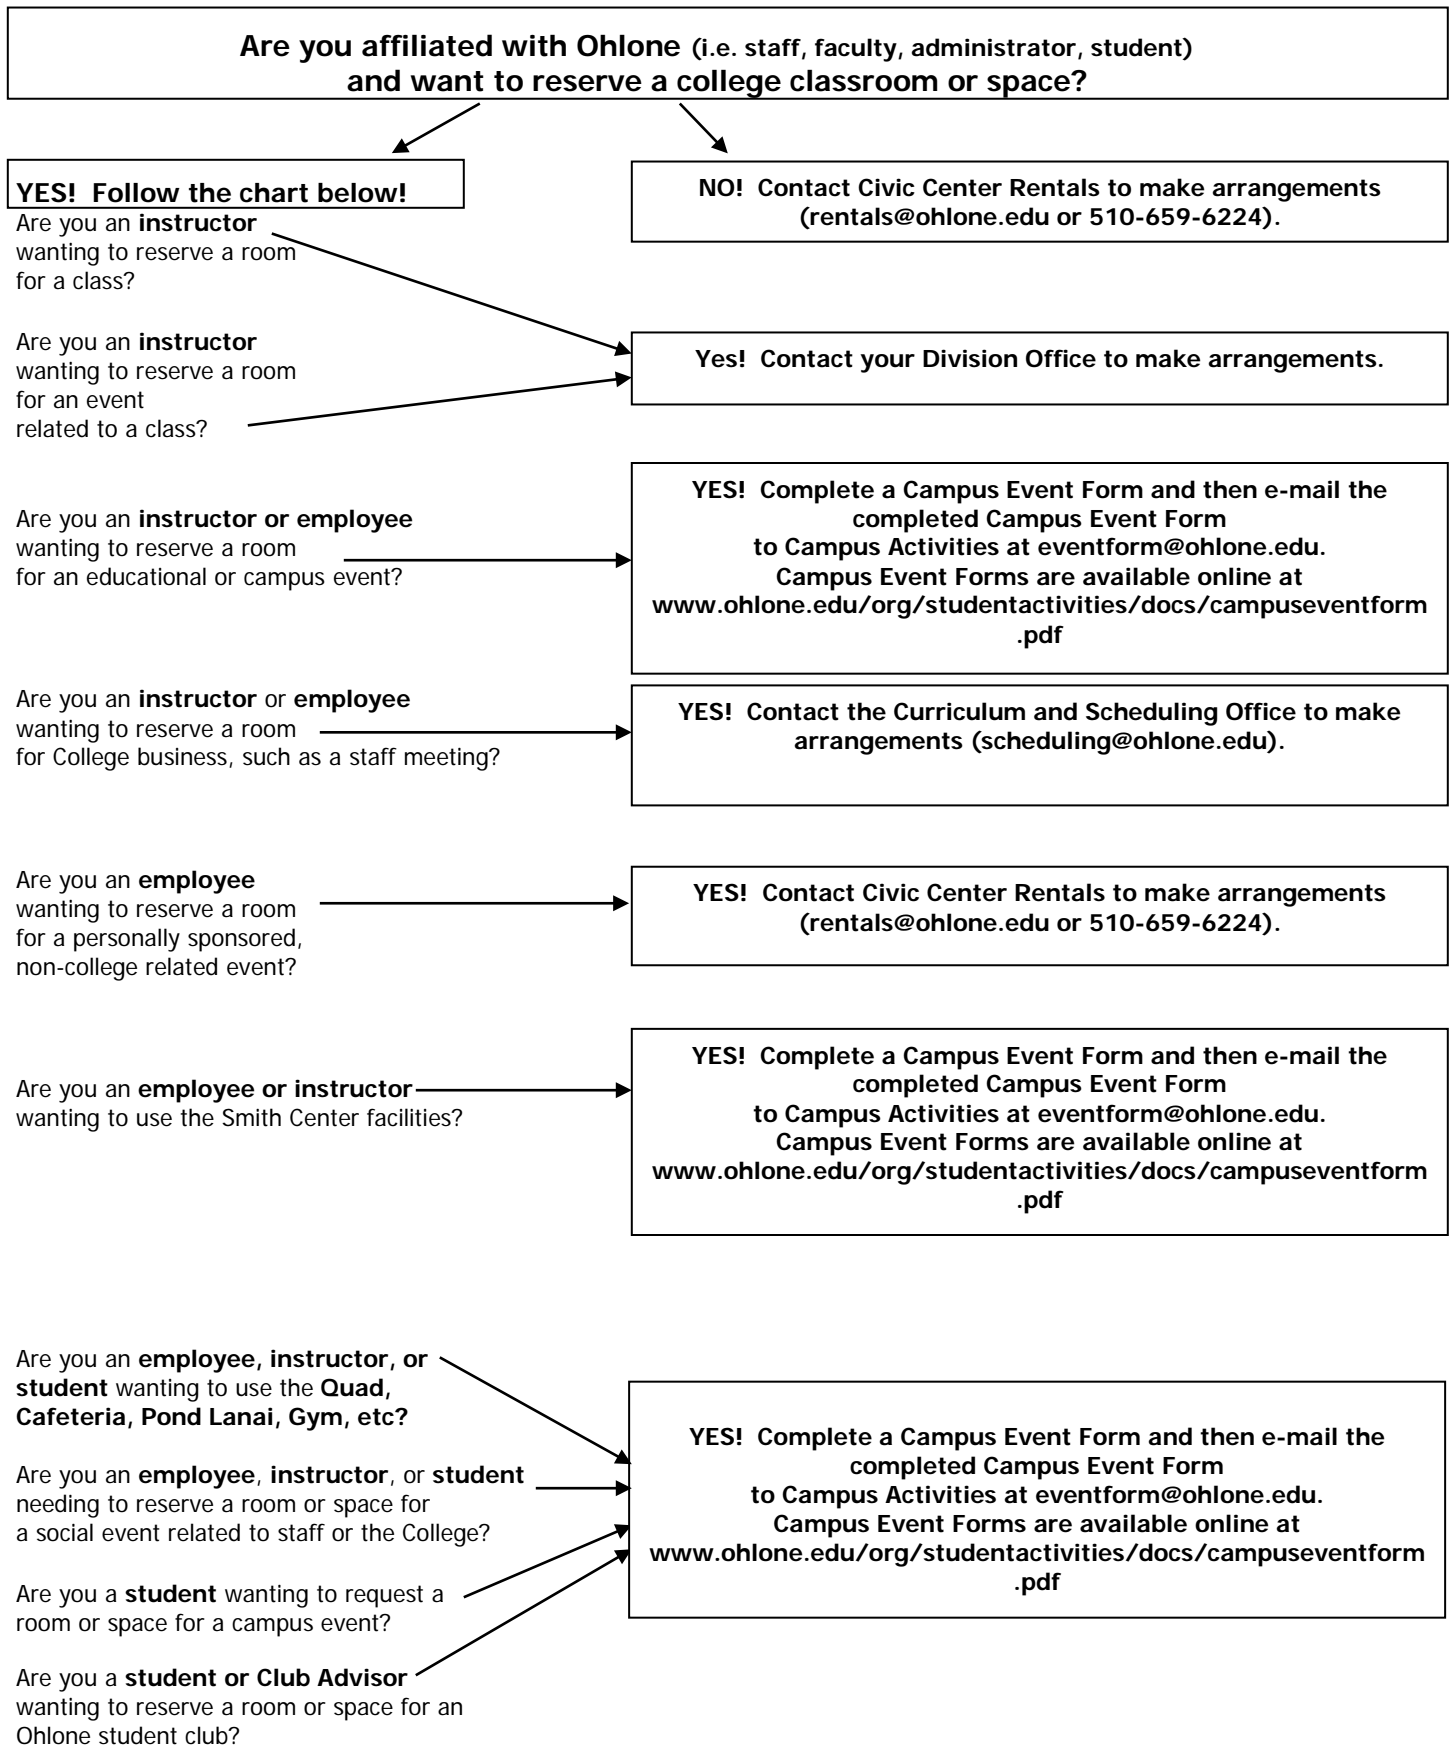 Are you affiliated with Ohlone (i.e. staff, faculty, administrator, student)
and want to reserve a college classroom or space?
YES!  Follow the chart below!
NO!  Contact Civic Center Rentals to make arrangements
(rentals@ohlone.edu or 510-659-6224).
Are you an instructor
wanting to reserve a room
for a class?
Are you an instructor
wanting to reserve a room
for an event
related to a class?
Yes!  Contact your Division Office to make arrangements.
Are you an instructor or employee
wanting to reserve a room
for an educational or campus event?
YES!  Complete a Campus Event Form and then e-mail the
completed Campus Event Form
to Campus Activities at eventform@ohlone.edu.
Campus Event Forms are available online at
www.ohlone.edu/org/studentactivities/docs/campuseventform
.pdf
Are you an instructor or employee
wanting to reserve a room
for College business, such as a staff meeting?
YES!  Contact the Curriculum and Scheduling Office to make
arrangements (scheduling@ohlone.edu).
Are you an employee
wanting to reserve a room
for a personally sponsored,
non-college related event?
YES!  Contact Civic Center Rentals to make arrangements
(rentals@ohlone.edu or 510-659-6224).
Are you an employee or instructor
wanting to use the Smith Center facilities?
YES!  Complete a Campus Event Form and then e-mail the
completed Campus Event Form
to Campus Activities at eventform@ohlone.edu.
Campus Event Forms are available online at
www.ohlone.edu/org/studentactivities/docs/campuseventform
.pdf
Are you an employee, instructor, or
student wanting to use the Quad,
Cafeteria, Pond Lanai, Gym, etc?
Are you an employee, instructor, or student
needing to reserve a room or space for
a social event related to staff or the College?
Are you a student wanting to request a
room or space for a campus event?
Are you a student or Club Advisor
wanting to reserve a room or space for an
Ohlone student club?
YES!  Complete a Campus Event Form and then e-mail the
completed Campus Event Form
to Campus Activities at eventform@ohlone.edu.
Campus Event Forms are available online at
www.ohlone.edu/org/studentactivities/docs/campuseventform
.pdf